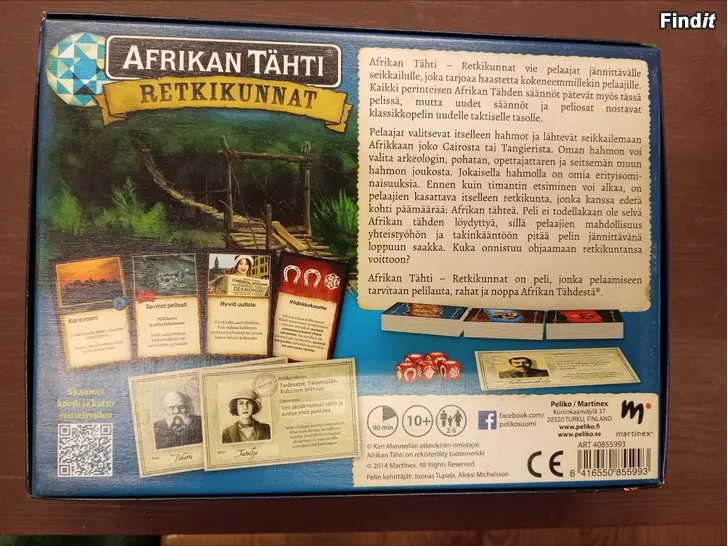 Findit
AFRIKAN TÄHTI®
RETKIKUNNAT
Afrikan Tähti – Retkikunnat vie pelaajat jännittävälle
seikkailulle, joka tarjoaa haastetta kokeneemmillekin pelaajille.
Kaikki perinteisen Afrikan Tähden säännöt pätevät myös tässä
pelissä, mutta uudet säännöt ja peliosat nostavat
klassikkopelin uudelle taktiselle tasolle.
Pelaajat valitsevat itselleen hahmot ja lähtevät seikkailemaan
Afrikkaan joko Cairosta tai Tangierista. Oman hahmon voi
valita arkeologin, pohatan, opettajattaren ja seitsemän muun
hahmon joukosta. Jokaisella hahmolla on omia erityisomi-
naisuuksia. Ennen kuin timantin etsiminen voi alkaa, on
pelaajien kasattava itselleen retkikunta, jonka kanssa edetä
kohti päämäärää: Afrikan tähteä. Peli ei todellakaan ole selvä
Afrikan tähden löydyttyä, sillä pelaajien mahdollisuus
yhteistyöhön ja takinkääntöön pitää pelin jännittävänä
loppuun saakka. Kuka onnistuu ohjaamaan retkikuntansa
voittoon?
Afrikan Tähti – Retkikunnat on peli, jonka pelaamiseen
tarvitaan pelilauta, rahat ja noppa Afrikan Tähdestä®.
Karavaani
Sormet pelissä
Hyviä uutisia
Viidakkokuume
Skannaa
koodi ja katso
esittelyvideo
Pohatta
Taiteilija
90 min
10+
2-6
facebook.com/
pelikosuomi
Peliko / Martinex
Kuriinkaanväylä 37
20320 TURKU, FINLAND
www.peliko.fi
www.peliko.se
martinex®
© Kari Mannerlan oikeuksien omistajat
Afrikan Tähti on rekisteröity tuotemerkki
© 2014 Martinex. All Rights Reserved
Pelin kehittäjät: Joonas Tupala, Aleksi Michelsson
CE
ART 40855993
6 416550 855993